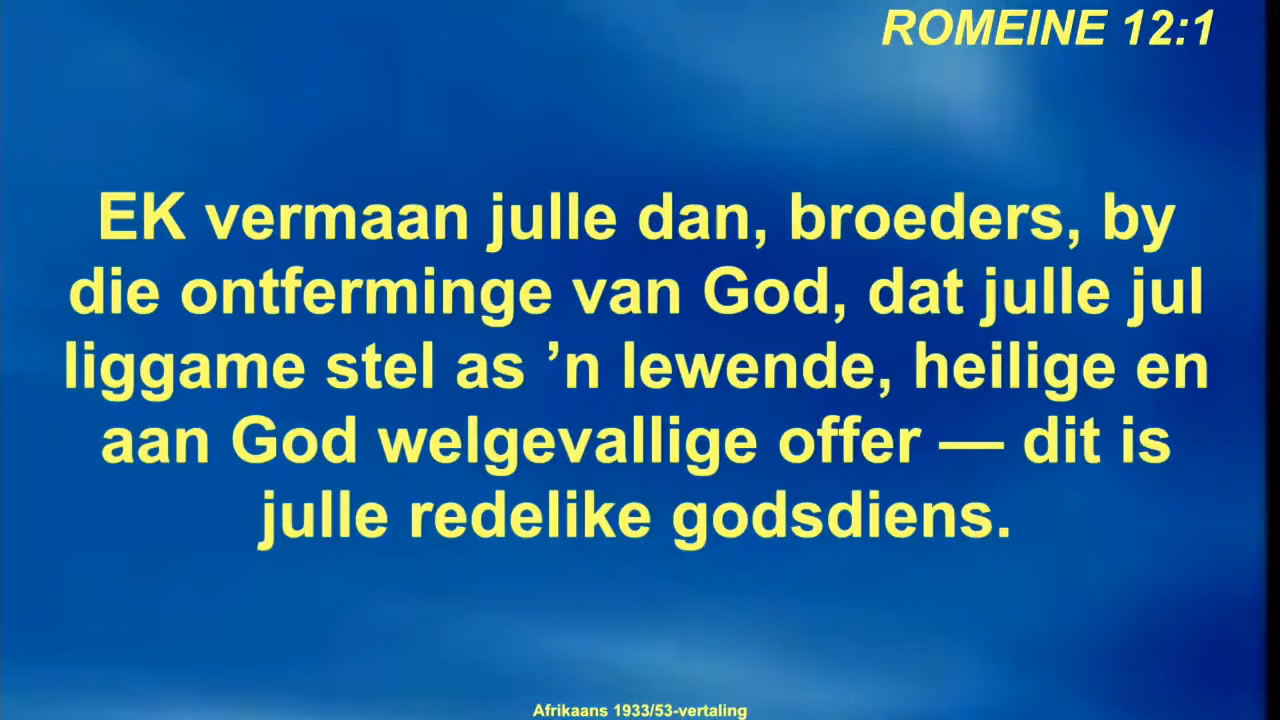 ROMEINE 12:1
EK vermaan julle dan, broeders, by
die ontferminge van God, dat julle jul
liggame stel as ’n lewende, heilige en
aan God welgevallige offer — dit is
julle redelike godsdiens.
Afrikaans 1933/53-vertaling